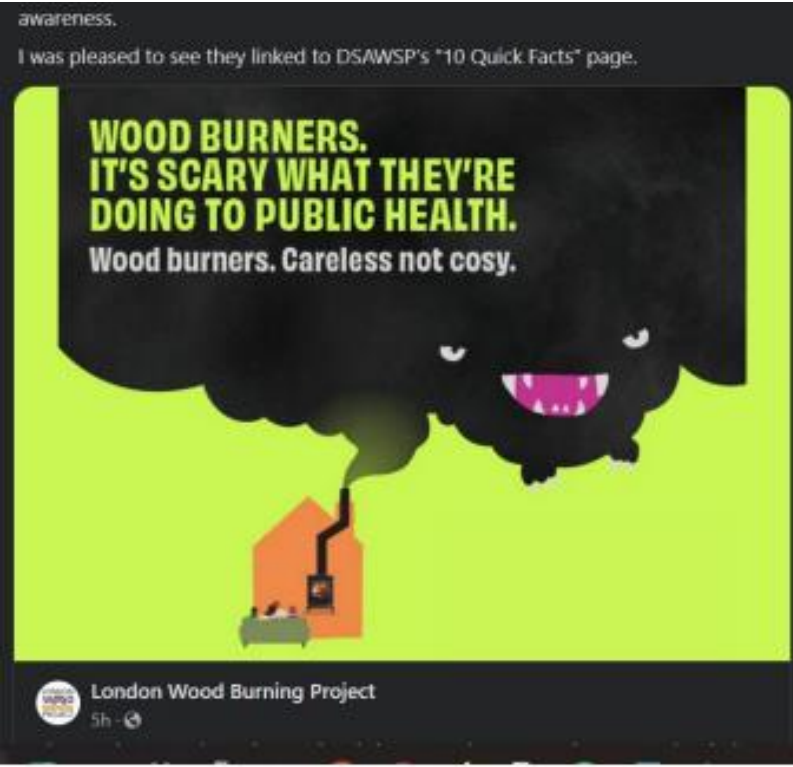 awareness.
I was pleased to see they linked to DSAWSP's "10 Quick Facts" page.
WOOD BURNERS.
IT'S SCARY WHAT THEY'RE
DOING TO PUBLIC HEALTH.
Wood burners. Careless not cosy.
London Wood Burning Project
5h ·